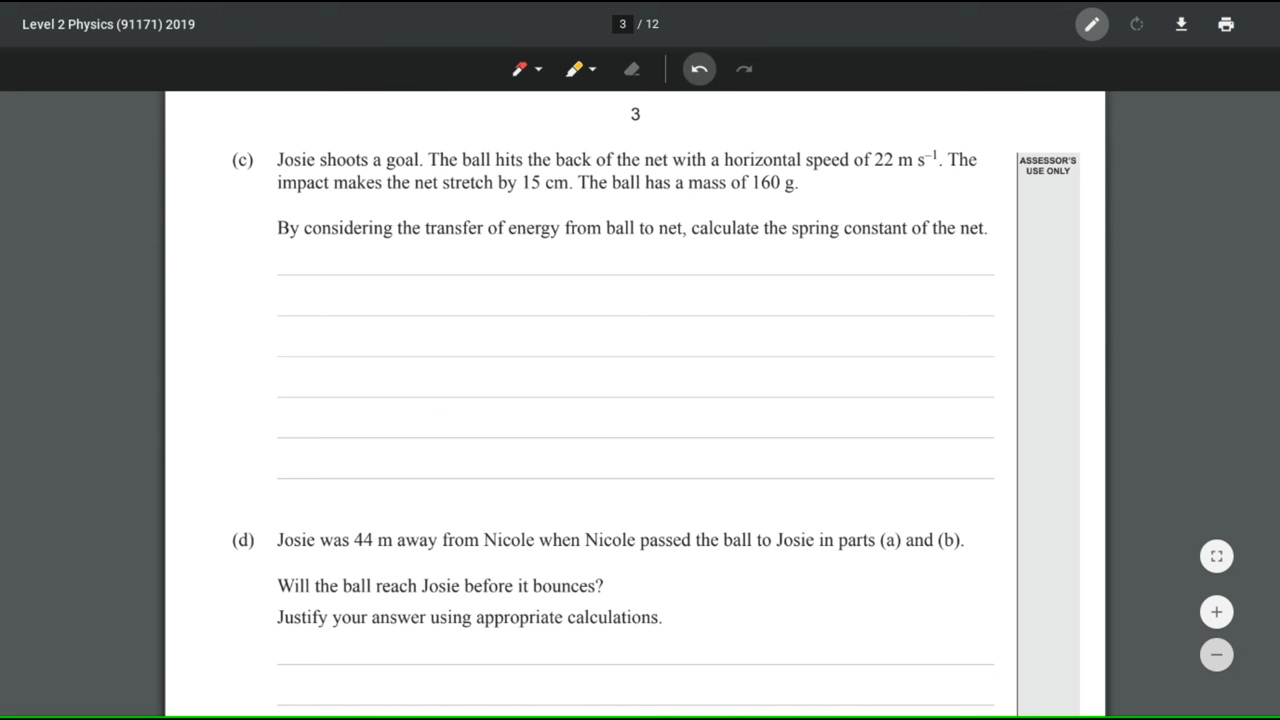 Level 2 Physics (91171) 2019
3 / 12
3
(c) Josie shoots a goal. The ball hits the back of the net with a horizontal speed of 22 m s⁻¹. The
impact makes the net stretch by 15 cm. The ball has a mass of 160 g.
ASSESSOR'S
USE ONLY
By considering the transfer of energy from ball to net, calculate the spring constant of the net.
(d) Josie was 44 m away from Nicole when Nicole passed the ball to Josie in parts (a) and (b).
Will the ball reach Josie before it bounces?
Justify your answer using appropriate calculations.